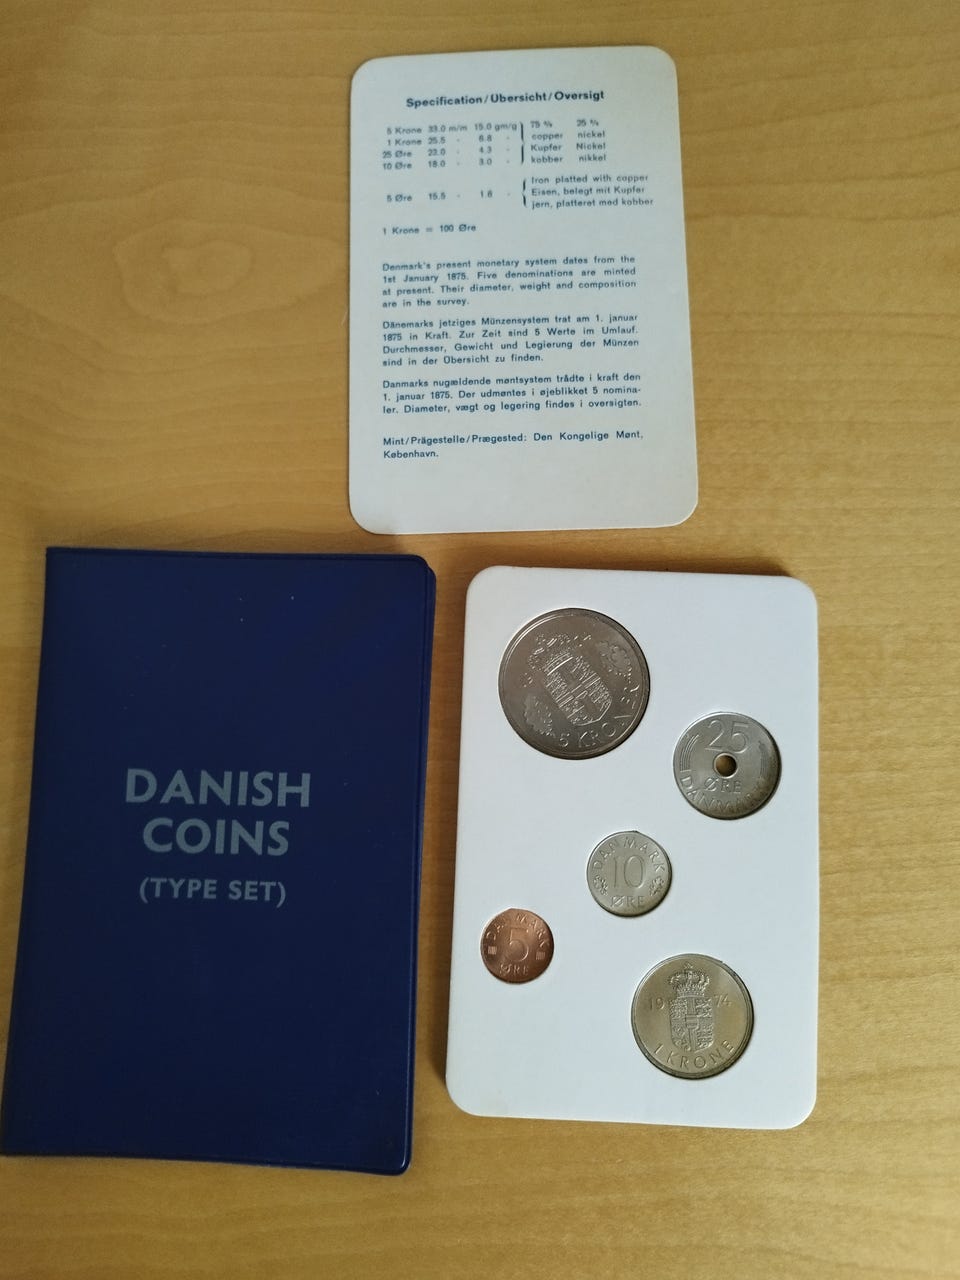 Specification/Übersicht/Oversigt
5 Krone 33.0 m/m 15.0 gm/g 75 % 25 %
1 Krone 25.5 - 6.8 - copper nickel
25 Øre 23.0 - 4.3 - Kupfer Nickel
10 Øre 18.0 - 3.0 - kobber nikkel
Iron platted with copper
5 Øre 15.5 - 1.6 - Eisen, belegt mit Kupfer
jern, platteret med kobber
1 Krone = 100 Øre
Denmark's present monetary system dates from the
1st January 1875. Five denominations are minted
at present. Their diameter, weight and composition
are in the survey.
Dänemarks jetziges Münzensystem trat am 1. januar
1875 in Kraft. Zur Zeit sind 5 Werte im Umlauf.
Durchmesser, Gewicht und Legierung der Münzen
sind in der Übersicht zu finden.
Danmarks nugældende møntsystem trådte i kraft den
1. januar 1875. Der udmøntes i øjeblikket 5 nomina-
ler. Diameter, vægt og legering findes i oversigten.
Mint/Prägestelle/Prægested: Den Kongelige Mønt,
København.
DANISH
COINS
(TYPE SET)
5 KRONER
25
ØRE
DANMARK
DANMARK
10
ØRE
DANMARK
5
ØRE
19 74
1 KRONE